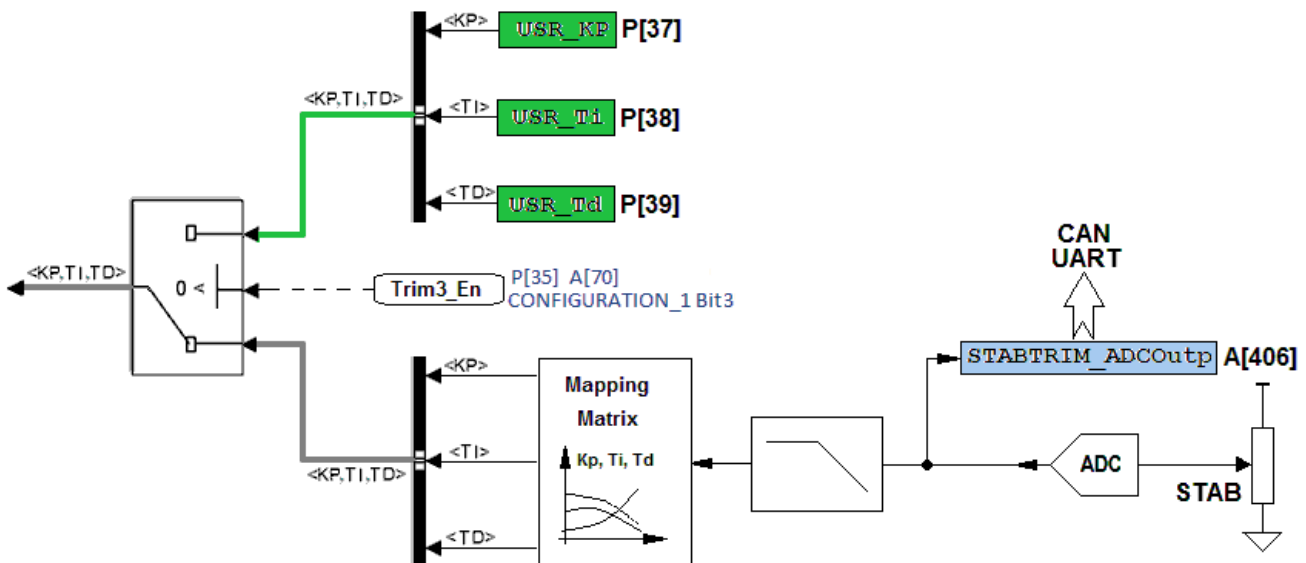 <KP>
USR_KP P[37]
<KP,TI,TD>
<TI>
USR_Ti P[38]
<TD>
USR_Td P[39]
<KP,TI,TD>
0 <
Trim3_En
P[35] A[70]
CONFIGURATION_1 Bit3
CAN
UART
STABTRIM_ADCOutp A[406]
<KP>
Mapping
Matrix
<TI>
Kp, Ti, Td
<KP,TI,TD>
ADC
STAB
<TD>